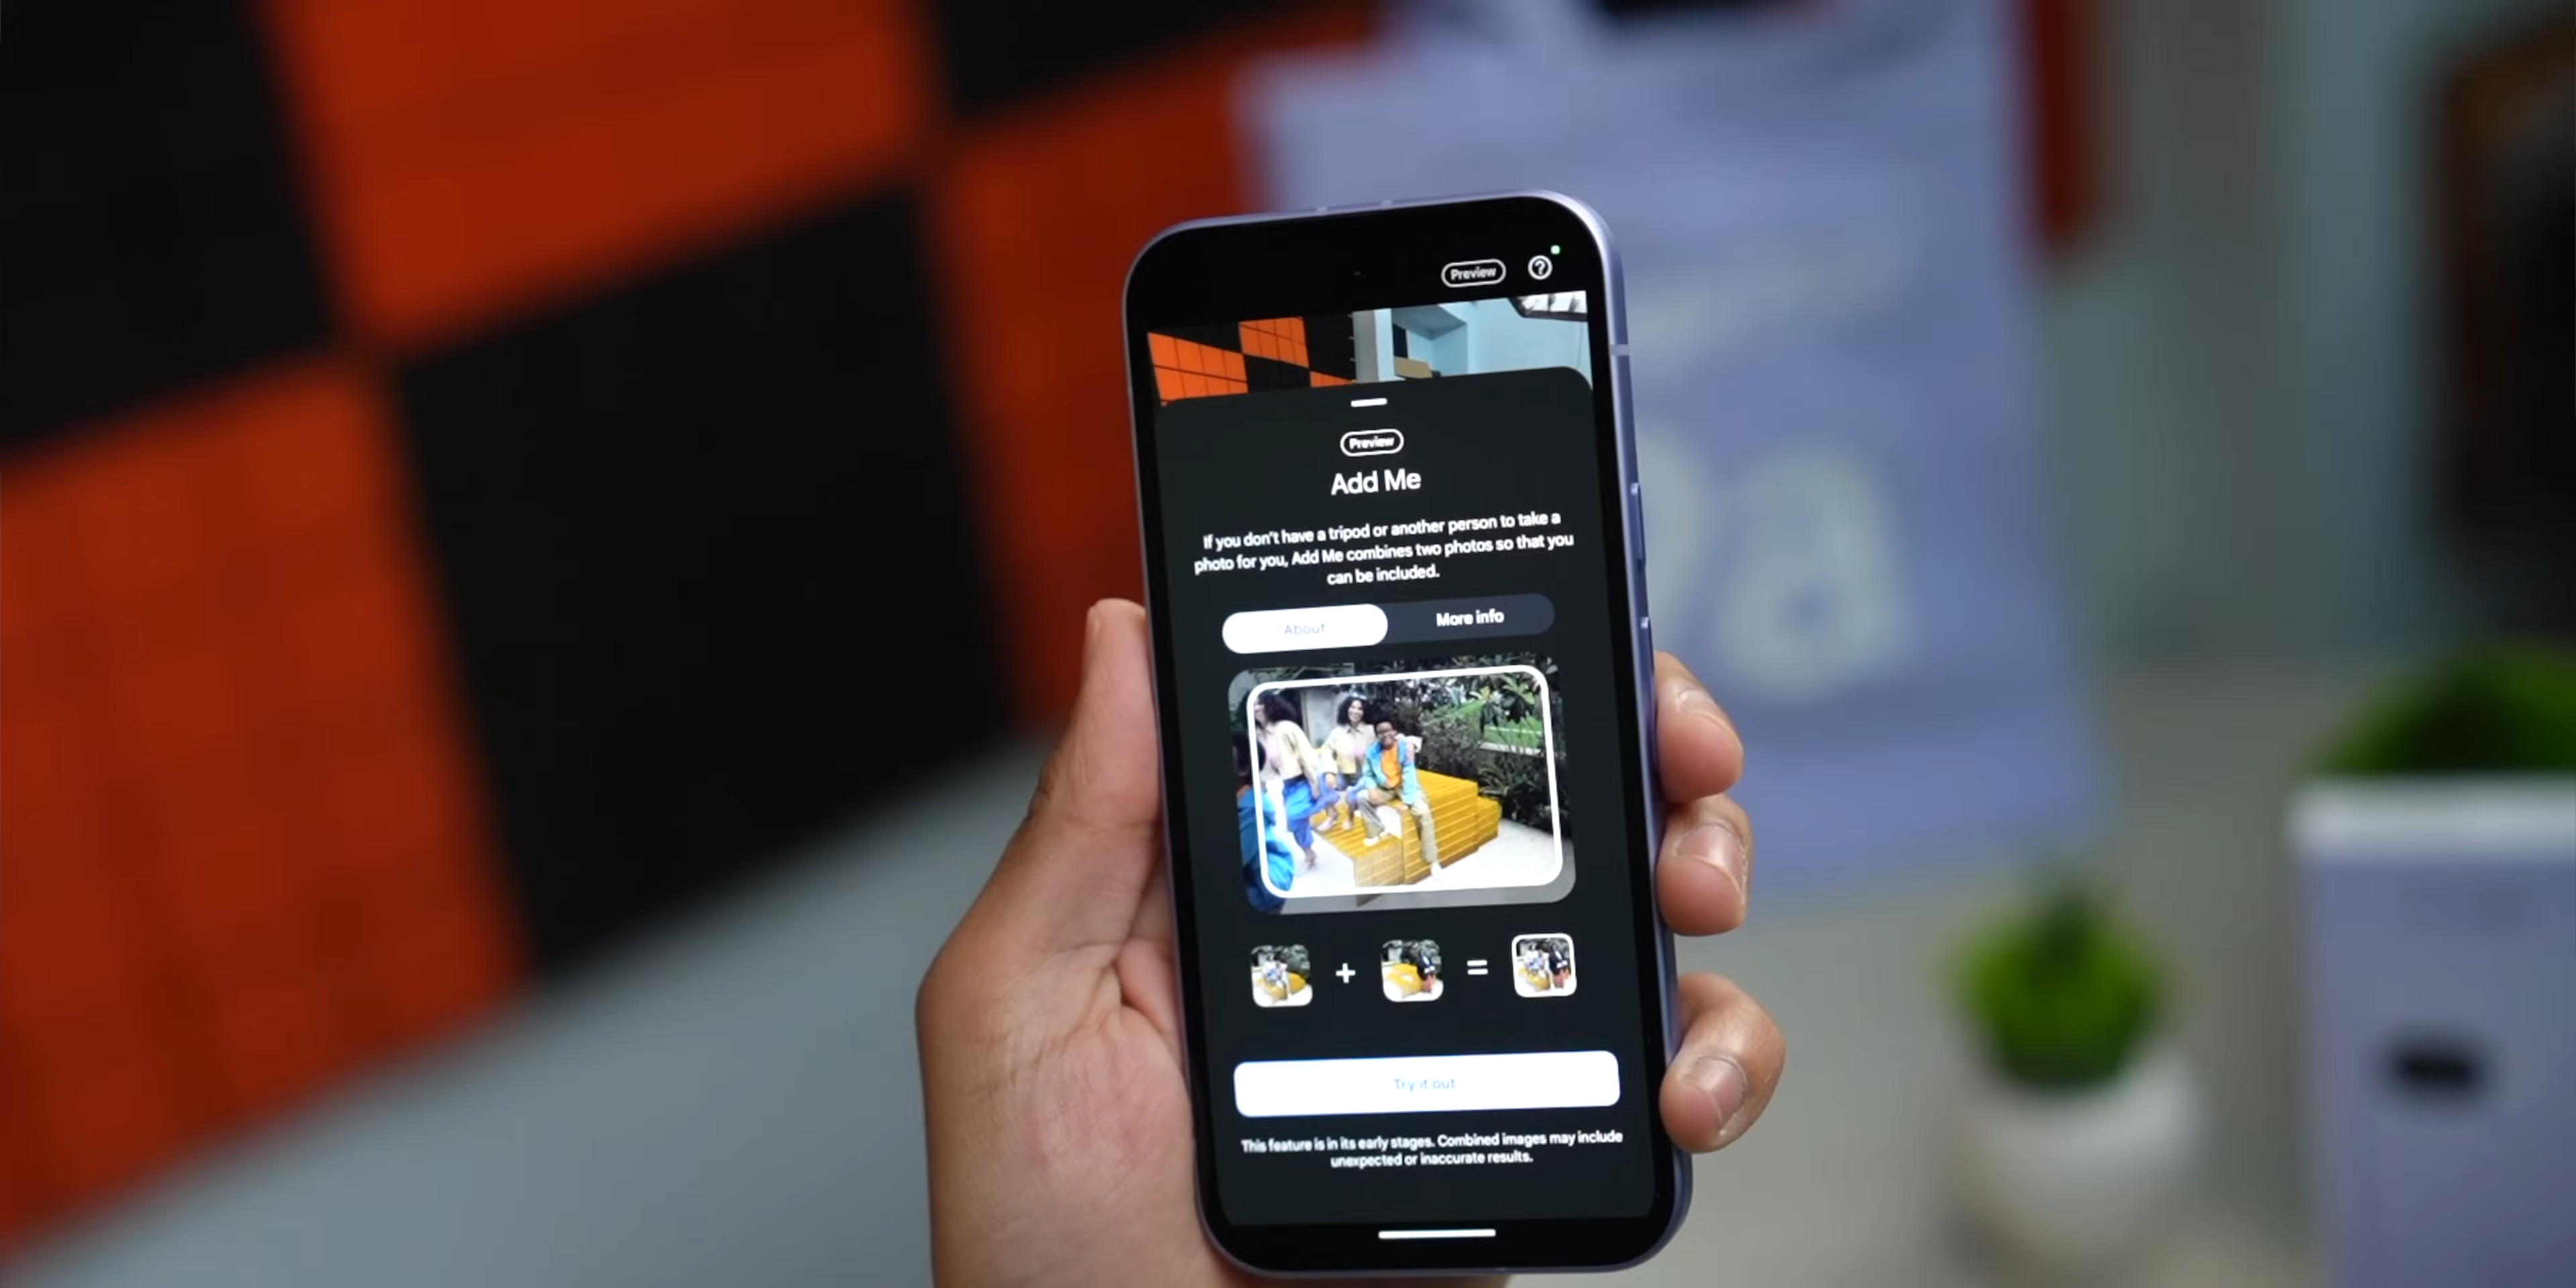 Preview
Preview
Add Me
If you don't have a tripod or another person to take a
photo for you, Add Me combines two photos so that you
can be included.
About
More info
+
=
Try it out
This feature is in its early stages. Combined images may include
unexpected or inaccurate results.